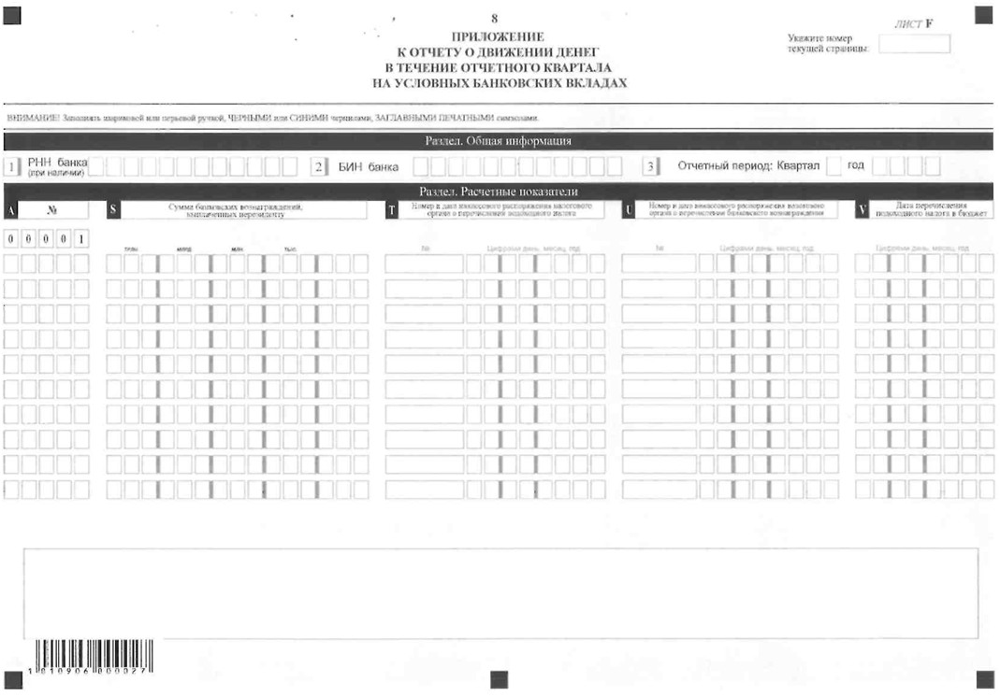 8
ЛИСТ F
ПРИЛОЖЕНИЕ
К ОТЧЕТУ О ДВИЖЕНИИ ДЕНЕГ
В ТЕЧЕНИЕ ОТЧЕТНОГО КВАРТАЛА
НА УСЛОВНЫХ БАНКОВСКИХ ВКЛАДАХ
Укажите номер
текущей страницы:
ВНИМАНИЕ! Заполнять шариковой или перьевой ручкой, ЧЕРНЫМИ или СИНИМИ чернилами, ЗАГЛАВНЫМИ ПЕЧАТНЫМИ символами.
Раздел. Общая информация
1 РНН банка
(при наличии)
2 БИН банка
3 Отчетный период: Квартал год
Раздел. Расчетные показатели
A №
S Сумма банковских вознаграждений,
выплаченных нерезиденту
T Номер и дата инкассового распоряжения налогового
органа о перечислении подоходного налога
U Номер и дата инкассового распоряжения налогового
органа о перечислении банковского вознаграждения
V Дата перечисления
подоходного налога в бюджет
0 0 0 0 1
трлн. млрд. млн. тыс.
№ Цифрами день, месяц, год
№ Цифрами день, месяц, год
Цифрами день, месяц, год
1010906000027